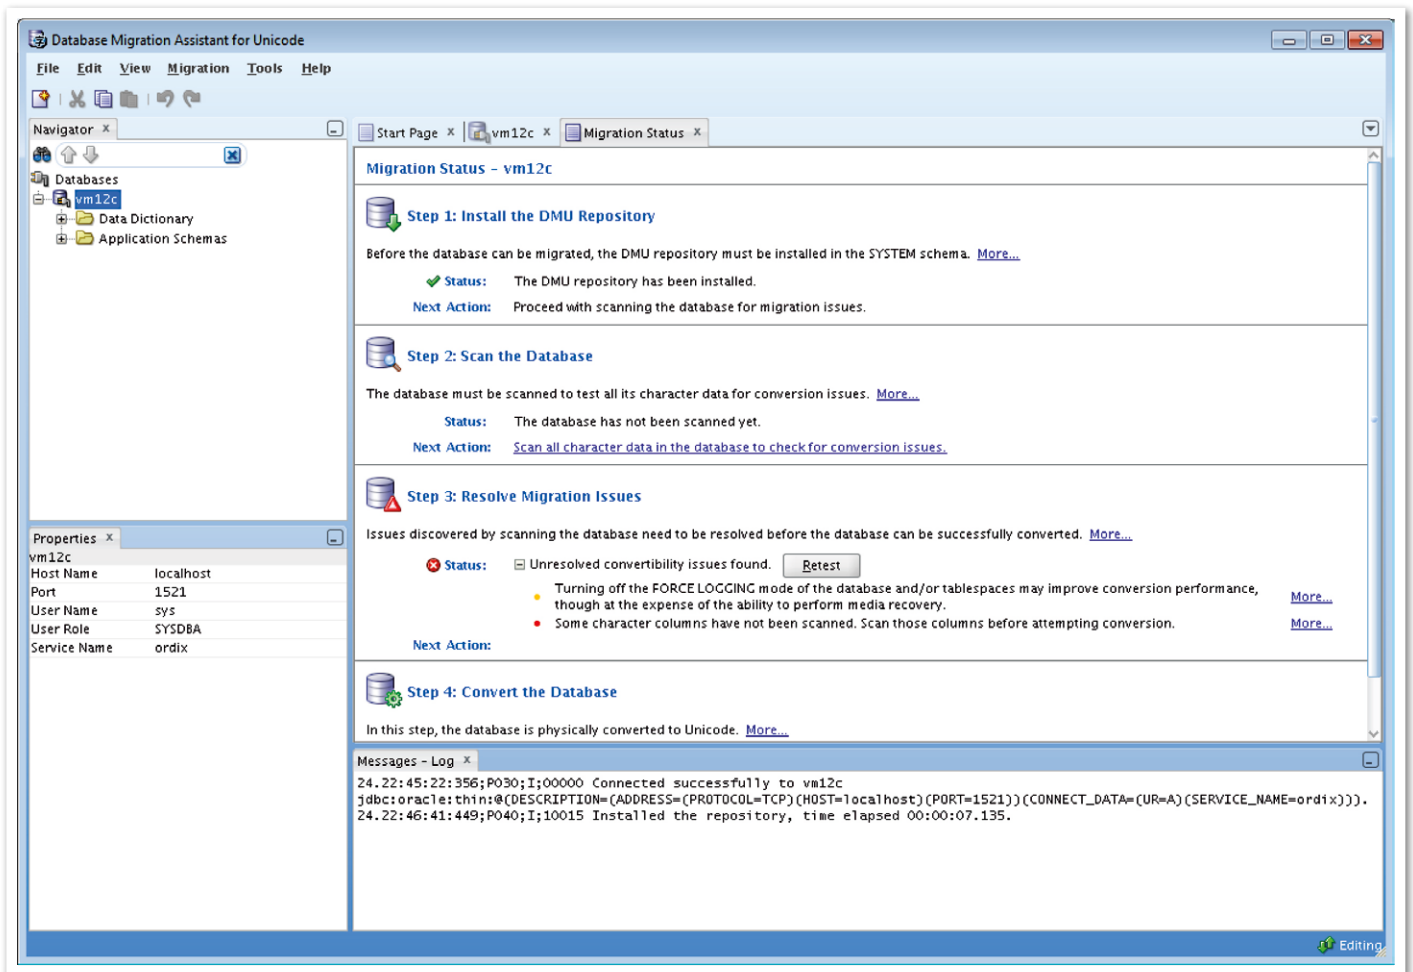 Database Migration Assistant for Unicode
File Edit View Migration Tools Help
Navigator x
Databases
vm12c
Data Dictionary
Application Schemas
Properties x
vm12c
Host Name localhost
Port 1521
User Name sys
User Role SYSDBA
Service Name ordix
Start Page x vm12c x Migration Status x
Migration Status - vm12c
Step 1: Install the DMU Repository
Before the database can be migrated, the DMU repository must be installed in the SYSTEM schema. More...
Status: The DMU repository has been installed.
Next Action: Proceed with scanning the database for migration issues.
Step 2: Scan the Database
The database must be scanned to test all its character data for conversion issues. More...
Status: The database has not been scanned yet.
Next Action: Scan all character data in the database to check for conversion issues.
Step 3: Resolve Migration Issues
Issues discovered by scanning the database need to be resolved before the database can be successfully converted. More...
Status: Unresolved convertibility issues found. Retest
Turning off the FORCE LOGGING mode of the database and/or tablespaces may improve conversion performance,
though at the expense of the ability to perform media recovery. More...
Some character columns have not been scanned. Scan those columns before attempting conversion. More...
Next Action:
Step 4: Convert the Database
In this step, the database is physically converted to Unicode. More...
Messages - Log x
24.22:45:22:356;P030;I;00000 Connected successfully to vm12c
jdbc:oracle:thin:@(DESCRIPTION=(ADDRESS=(PROTOCOL=TCP)(HOST=localhost)(PORT=1521))(CONNECT_DATA=(UR=A)(SERVICE_NAME=ordix))).
24.22:46:41:449;P040;I;10015 Installed the repository, time elapsed 00:00:07.135.
Editing